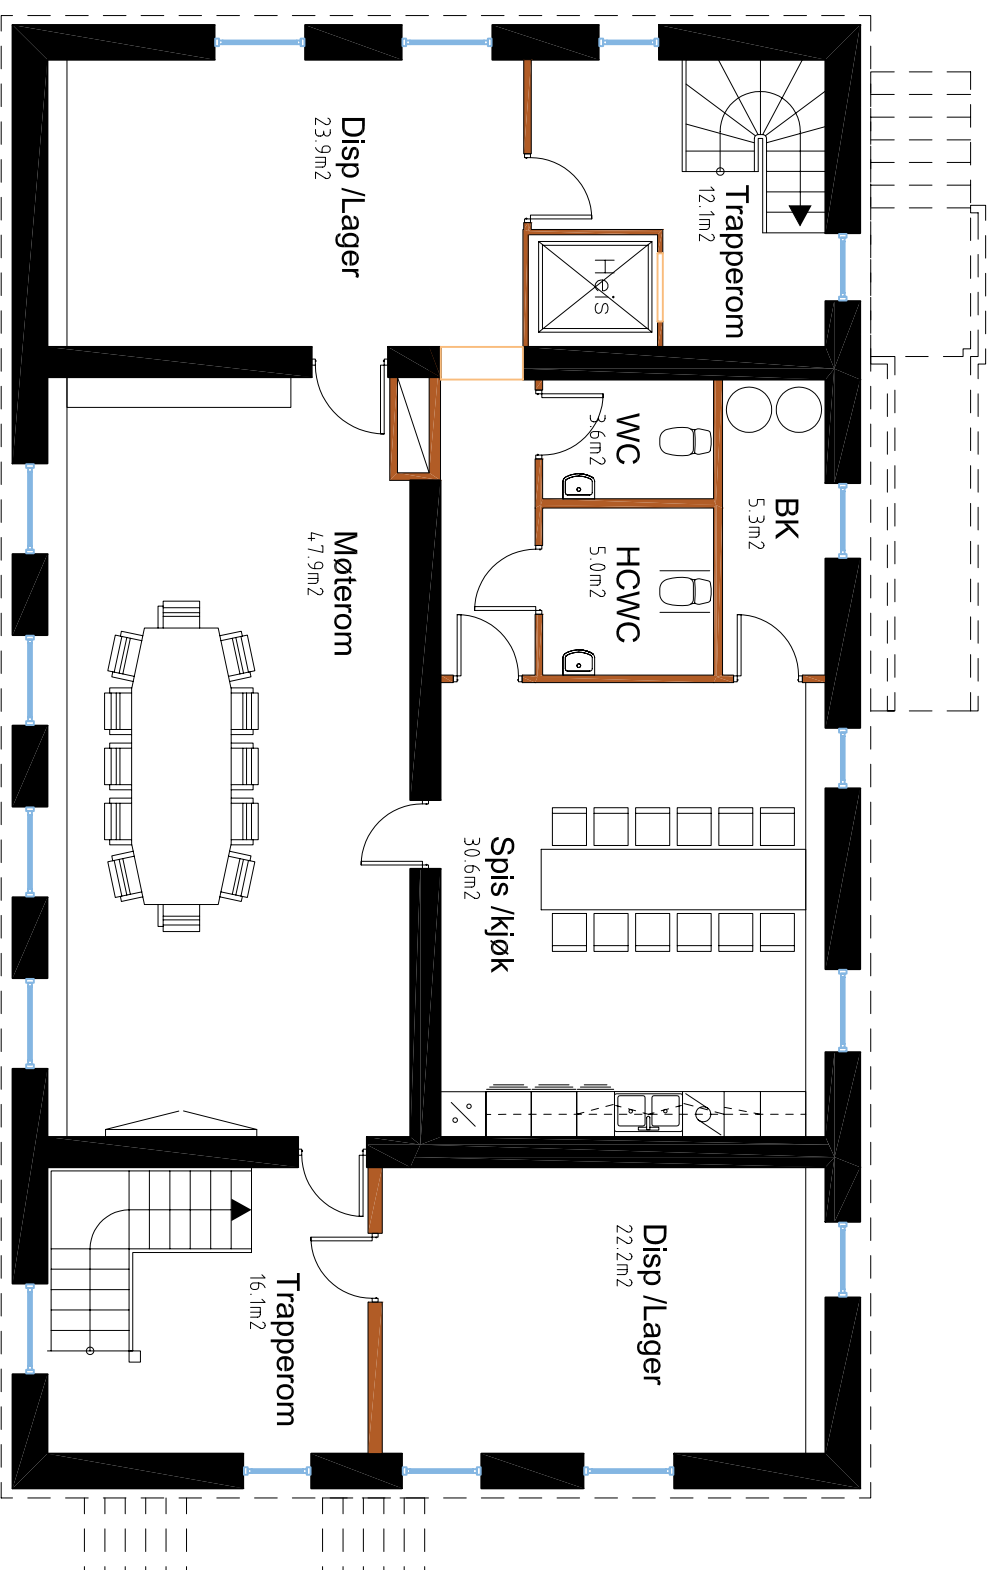 Disp /Lager
23.9m2
Trapperom
12.1m2
Heis
WC
3.6m2
BK
5.3m2
HCWC
5.0m2
Møterom
47.9m2
Spis /kjøk
30.6m2
Disp /Lager
22.2m2
Trapperom
16.1m2